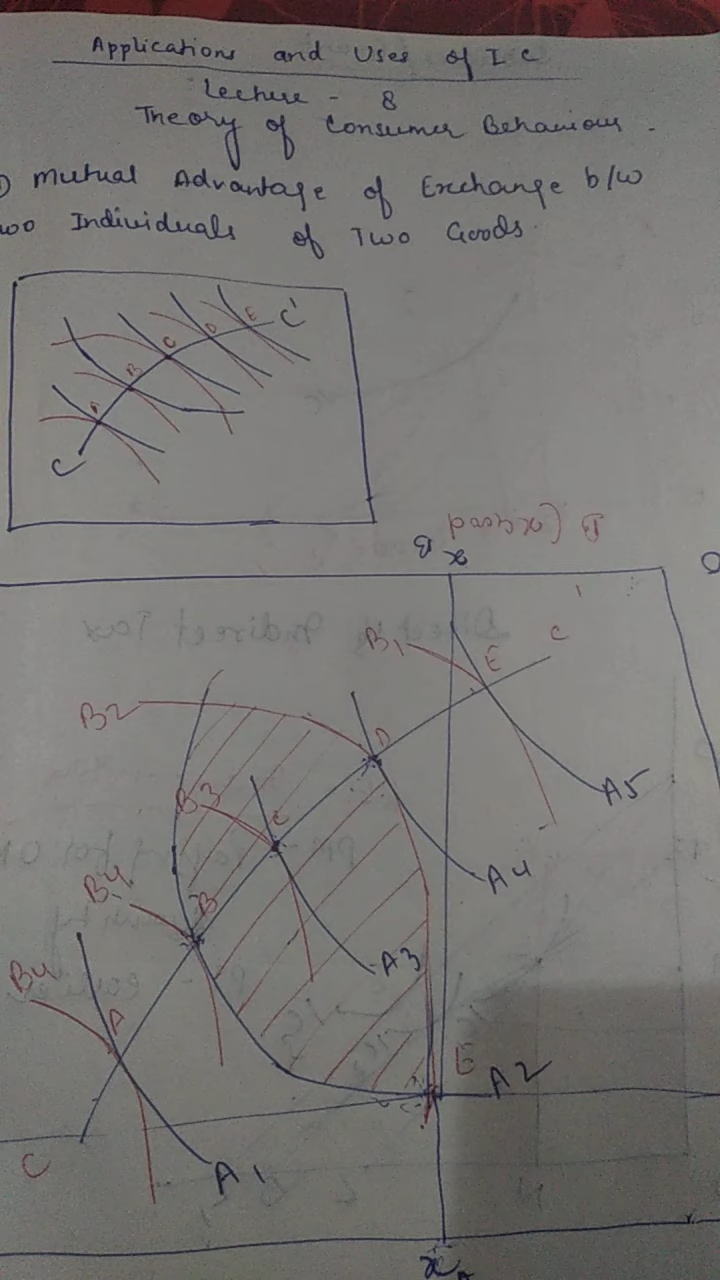 Applications and Uses of I C
Lecture - 8
Theory of Consumer Behaviour.
Mutual Advantage of Exchange b/w
Two Individuals of Two Goods.
A
B
C
D
E
C'
C
B1
E
C'
B2
D
A5
B3
C
A4
B4
B
A3
B4
A
E
A2
C
A1